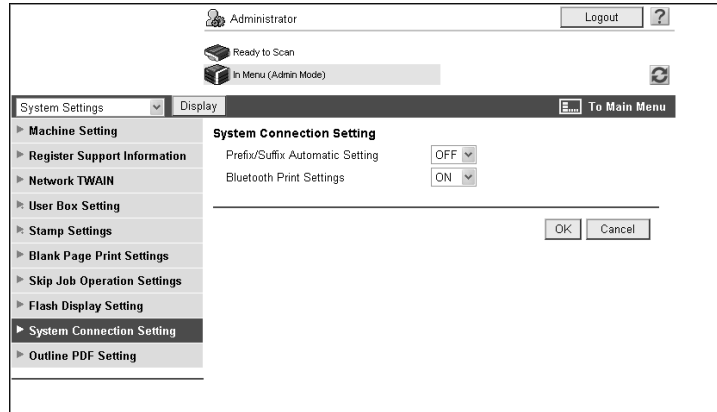 Administrator
Logout
?
Ready to Scan
In Menu (Admin Mode)
System Settings
Display
To Main Menu
Machine Setting
Register Support Information
Network TWAIN
User Box Setting
Stamp Settings
Blank Page Print Settings
Skip Job Operation Settings
Flash Display Setting
System Connection Setting
Outline PDF Setting
System Connection Setting
Prefix/Suffix Automatic Setting OFF
Bluetooth Print Settings ON
OK Cancel